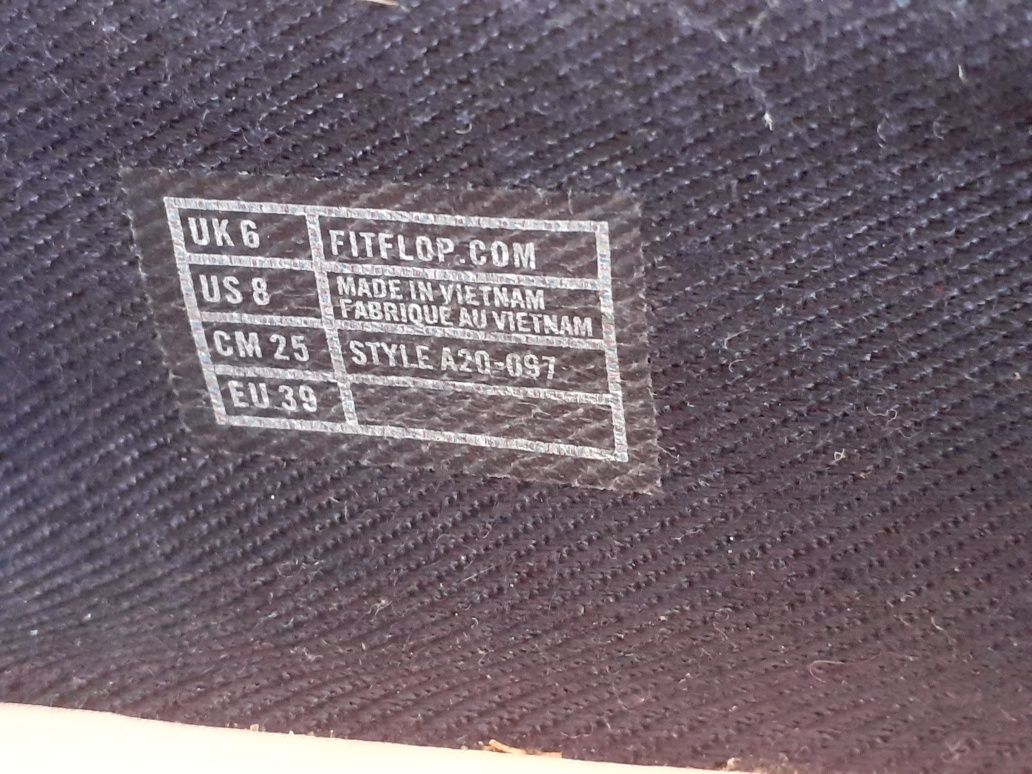 UK 6
FITFLOP.COM
US 8
MADE IN VIETNAM
FABRIQUE AU VIETNAM
CM 25
STYLE A20-097
EU 39